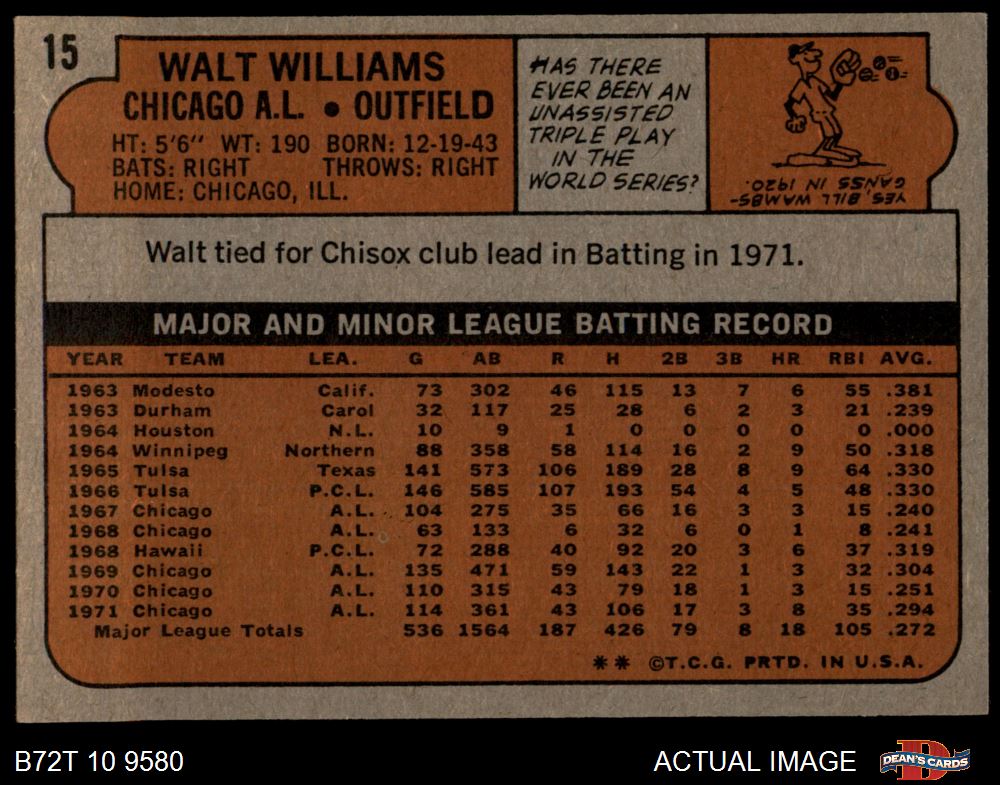 15
WALT WILLIAMS
CHICAGO A.L. • OUTFIELD
HT: 5'6" WT: 190 BORN: 12-19-43
BATS: RIGHT THROWS: RIGHT
HOME: CHICAGO, ILL.
HAS THERE
EVER BEEN AN
UNASSISTED
TRIPLE PLAY
IN THE
WORLD SERIES?
YES, BILL WAMBS-
GANSS IN 1920.
Walt tied for Chisox club lead in Batting in 1971.
MAJOR AND MINOR LEAGUE BATTING RECORD
YEAR TEAM LEA. G AB R H 2B 3B HR RBI AVG.
1963 Modesto Calif. 73 302 46 115 13 7 6 55 .381
1963 Durham Carol 32 117 25 28 6 2 3 21 .239
1964 Houston N.L. 10 9 1 0 0 0 0 0 .000
1964 Winnipeg Northern 88 358 58 114 16 2 9 50 .318
1965 Tulsa Texas 141 573 106 189 28 8 9 64 .330
1966 Tulsa P.C.L. 146 585 107 193 54 4 5 48 .330
1967 Chicago A.L. 104 275 35 66 16 3 3 15 .240
1968 Chicago A.L. 63 133 6 32 6 0 1 8 .241
1968 Hawaii P.C.L. 72 288 40 92 20 3 6 37 .319
1969 Chicago A.L. 135 471 59 143 22 1 3 32 .304
1970 Chicago A.L. 110 315 43 79 18 1 3 15 .251
1971 Chicago A.L. 114 361 43 106 17 3 8 35 .294
Major League Totals 536 1564 187 426 79 8 18 105 .272
** ©T.C.G. PRTD. IN U.S.A.
B72T 10 9580
ACTUAL IMAGE
DEAN'S CARDS